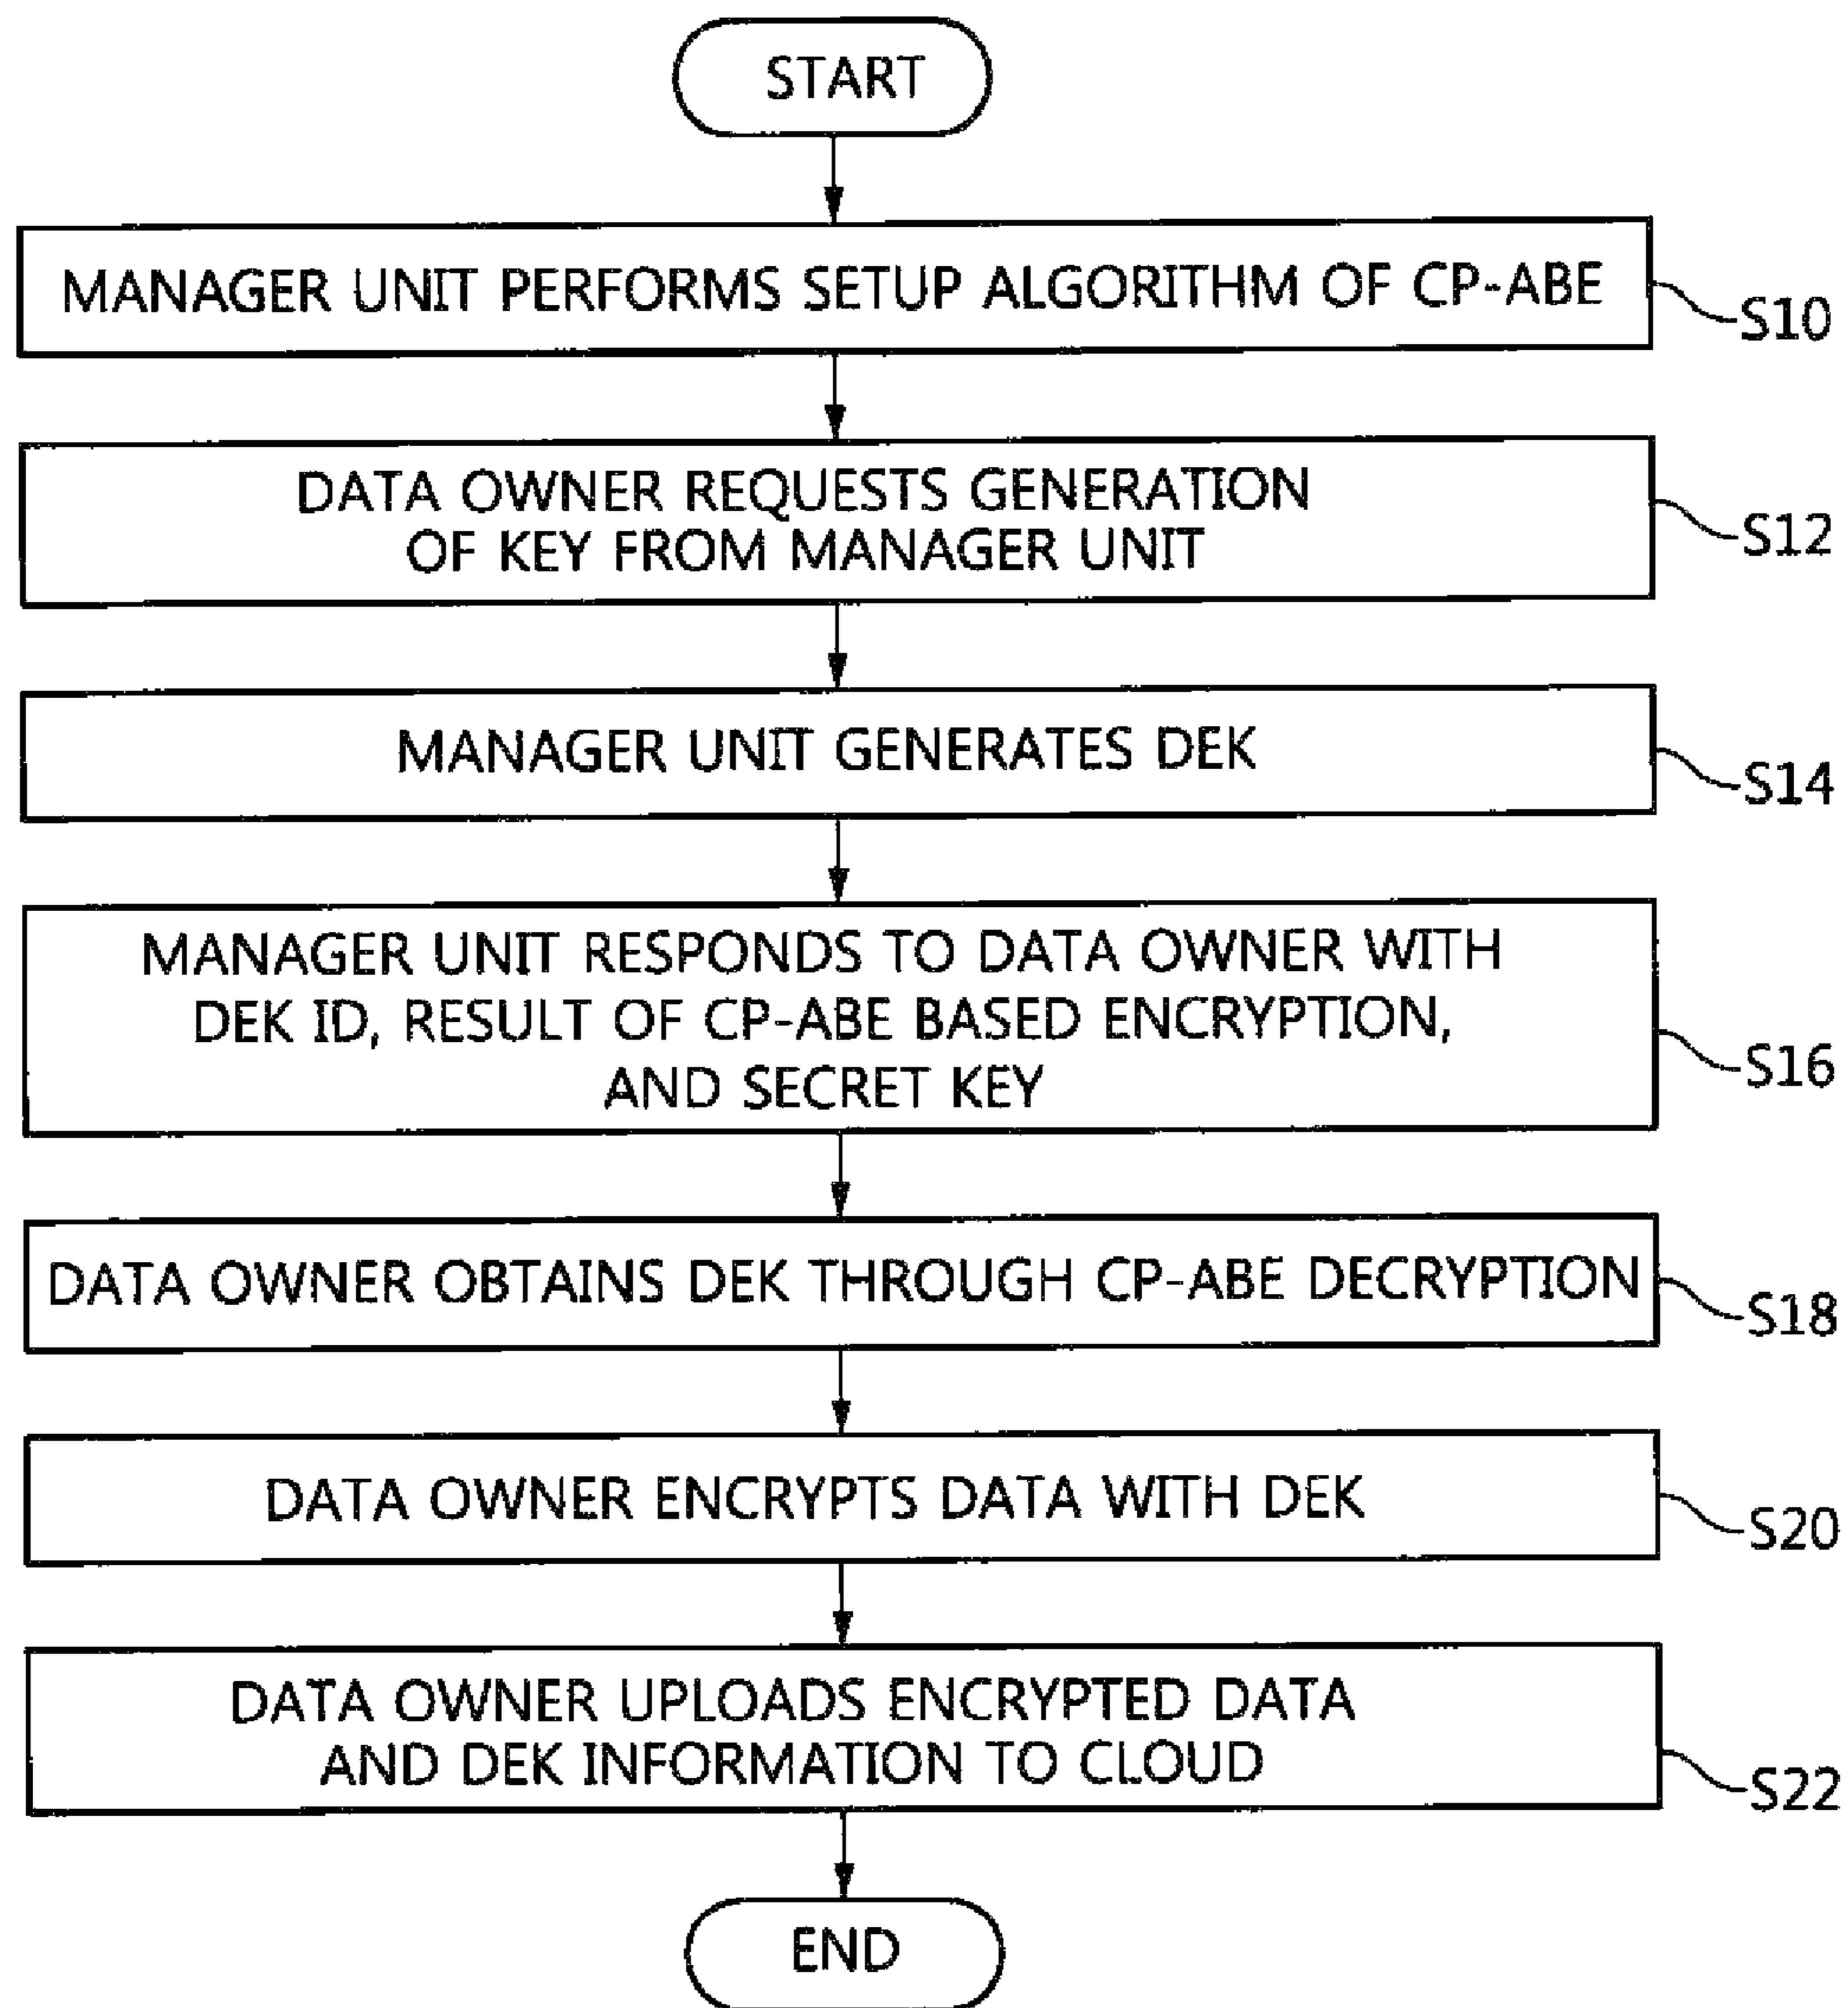 START
MANAGER UNIT PERFORMS SETUP ALGORITHM OF CP-ABE
S10
DATA OWNER REQUESTS GENERATION
OF KEY FROM MANAGER UNIT
S12
MANAGER UNIT GENERATES DEK
S14
MANAGER UNIT RESPONDS TO DATA OWNER WITH
DEK ID, RESULT OF CP-ABE BASED ENCRYPTION,
AND SECRET KEY
S16
DATA OWNER OBTAINS DEK THROUGH CP-ABE DECRYPTION
S18
DATA OWNER ENCRYPTS DATA WITH DEK
S20
DATA OWNER UPLOADS ENCRYPTED DATA
AND DEK INFORMATION TO CLOUD
S22
END